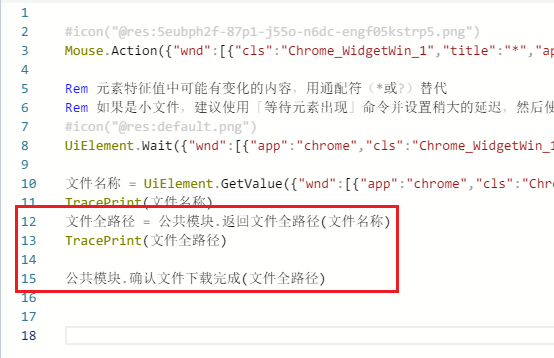 1
2 #icon("@res:5eubph2f-87p1-j55o-n6dc-engf05kstrp5.png")
3 Mouse.Action({"wnd":[{"cls":"Chrome_WidgetWin_1","title":"*","ap
4
5 Rem 元素特征值中可能有变化的内容，用通配符（*或?）替代
6 Rem 如果是小文件，建议使用「等待元素出现」命令并设置稍大的延迟，然后使
7 #icon("@res:default.png")
8 UiElement.Wait({"wnd":[{"app":"chrome","cls":"Chrome_WidgetWin_1
9
10 文件名称 = UiElement.GetValue({"wnd":[{"app":"chrome","cls":"Chro
11 TracePrint(文件名称)
12 文件全路径 = 公共模块.返回文件全路径(文件名称)
13 TracePrint(文件全路径)
14
15 公共模块.确认文件下载完成(文件全路径)
16
17
18